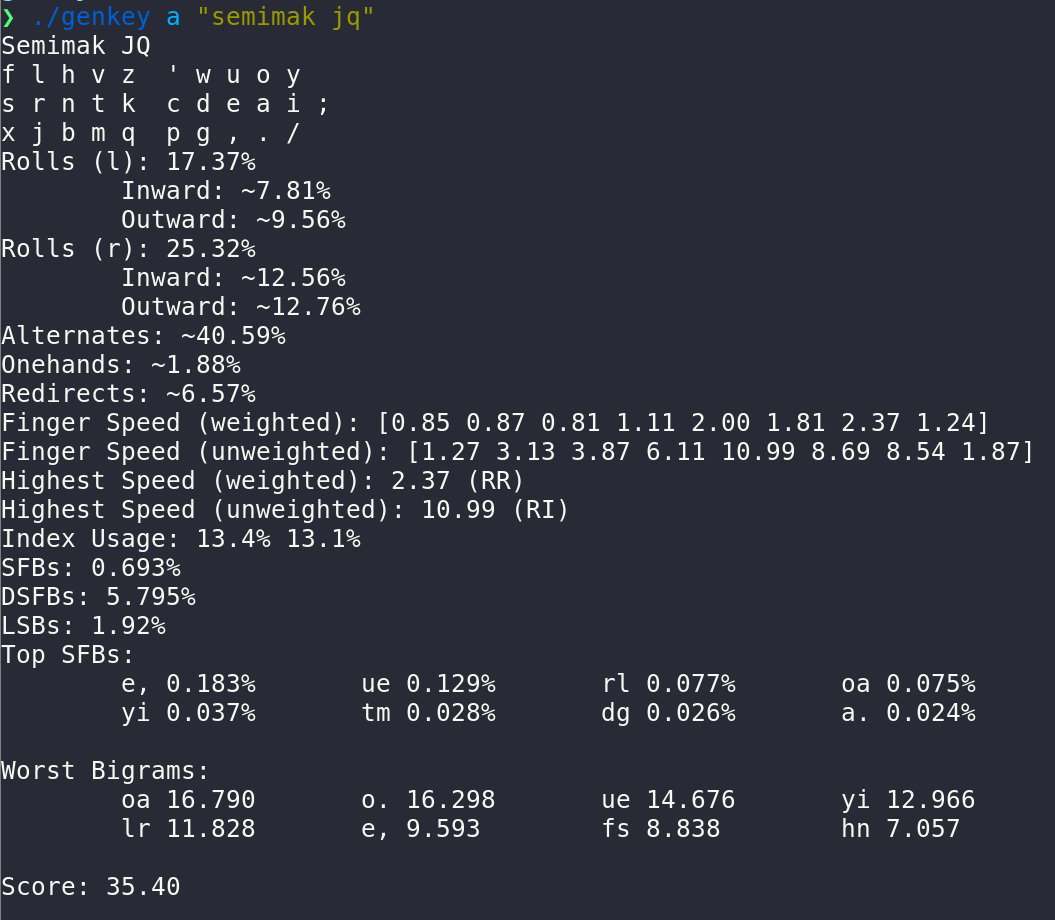 ❯ ./genkey a "semimak jq"
Semimak JQ
f l h v z  ' w u o y
s r n t k  c d e a i ;
x j b m q  p g , . /
Rolls (l): 17.37%
        Inward: ~7.81%
        Outward: ~9.56%
Rolls (r): 25.32%
        Inward: ~12.56%
        Outward: ~12.76%
Alternates: ~40.59%
Onehands: ~1.88%
Redirects: ~6.57%
Finger Speed (weighted): [0.85 0.87 0.81 1.11 2.00 1.81 2.37 1.24]
Finger Speed (unweighted): [1.27 3.13 3.87 6.11 10.99 8.69 8.54 1.87]
Highest Speed (weighted): 2.37 (RR)
Highest Speed (unweighted): 10.99 (RI)
Index Usage: 13.4% 13.1%
SFBs: 0.693%
DSFBs: 5.795%
LSBs: 1.92%
Top SFBs:
        e, 0.183%       ue 0.129%       rl 0.077%       oa 0.075%
        yi 0.037%       tm 0.028%       dg 0.026%       a. 0.024%

Worst Bigrams:
        oa 16.790       o. 16.298       ue 14.676       yi 12.966
        lr 11.828       e, 9.593        fs 8.838        hn 7.057

Score: 35.40